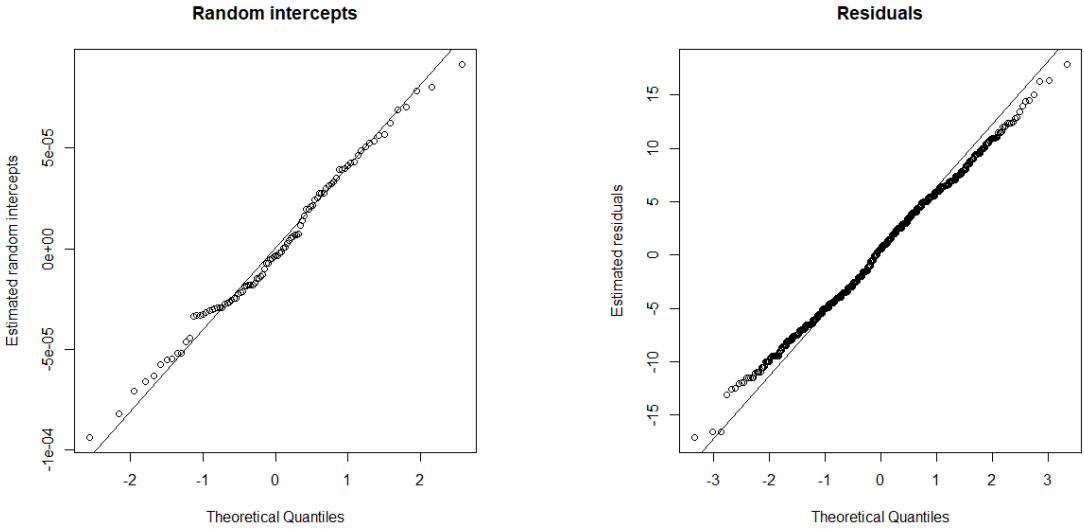 Random intercepts
Estimated random intercepts
5e-05
0e+00
-5e-05
-1e-04
-2
-1
0
1
2
Theoretical Quantiles
Residuals
Estimated residuals
15
10
5
0
-5
-10
-15
-3
-2
-1
0
1
2
3
Theoretical Quantiles